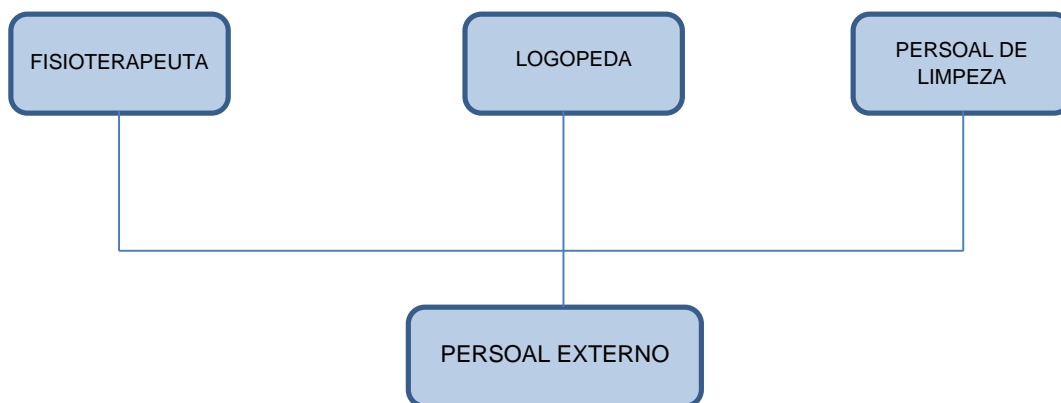 FISIOTERAPEUTA
LOGOPEDA
PERSOAL DE
LIMPEZA
PERSOAL EXTERNO